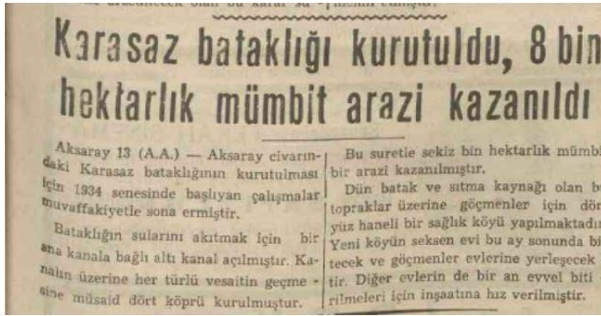 Karasaz bataklığı kurutuldu, 8 bin
hektarlık mümbit arazi kazanıldı
Aksaray 13 (A.A.) — Aksaray civarın-
daki Karasaz bataklığının kurutulması
için 1934 senesinde başlıyan çalışmalar
muvaffakiyetle sona ermiştir.
Bataklığın sularını akıtmak için bir
ana kanala bağlı altı kanal açılmıştır. Ka-
nalın üzerine her türlü vesaitin geçme -
sine müsaid dört köprü kurulmuştur.
Bu suretle sekiz bin hektarlık mümbi
bir arazi kazanılmıştır.
Dün batak ve sıtma kaynağı olan b
topraklar üzerine göçmenler için dör
yüz haneli bir sağlık köyü yapılmaktadı
Yeni köyün seksen evi bu ay sonunda bi
tecek ve göçmenler evlerine yerleşecek
tir. Diğer evlerin de bir an evvel biti
rilmeleri için inşaatına hız verilmiştir.